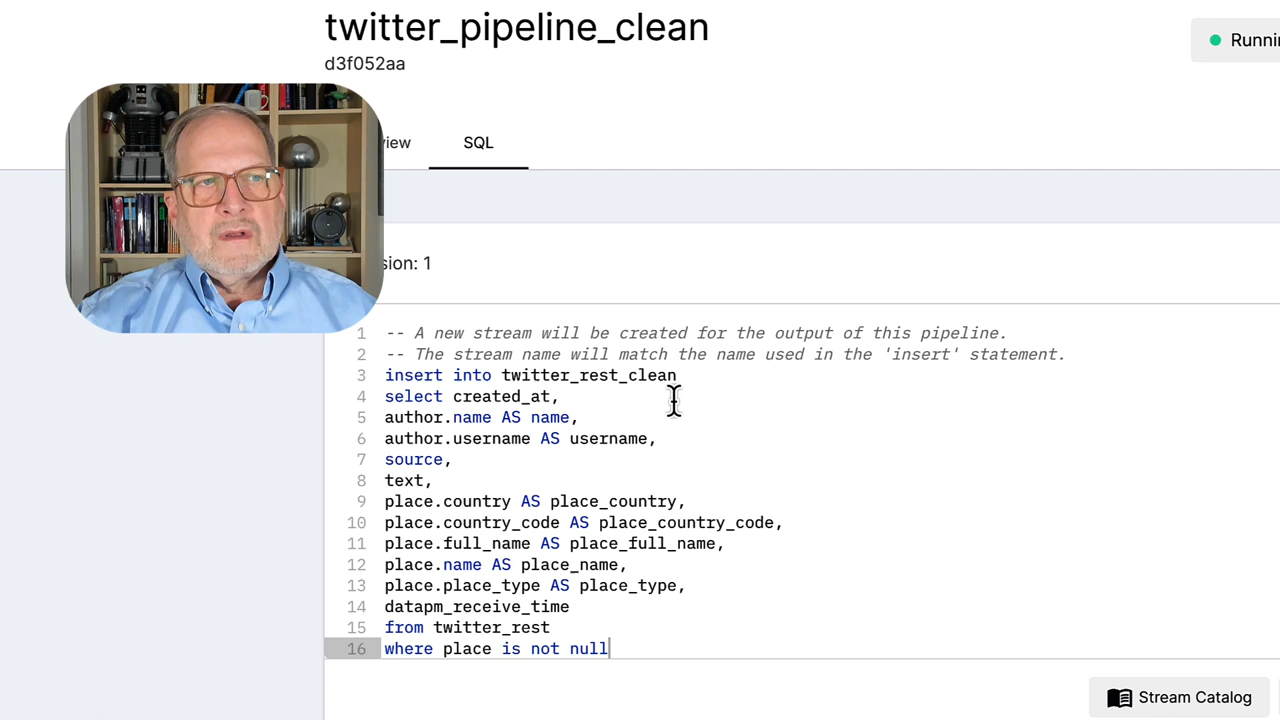 twitter_pipeline_clean
d3f052aa
SQL
1 -- A new stream will be created for the output of this pipeline.
2 -- The stream name will match the name used in the 'insert' statement.
3 insert into twitter_rest_clean
4 select created_at,
5 author.name AS name,
6 author.username AS username,
7 source,
8 text,
9 place.country AS place_country,
10 place.country_code AS place_country_code,
11 place.full_name AS place_full_name,
12 place.name AS place_name,
13 place.place_type AS place_type,
14 datapm_receive_time
15 from twitter_rest
16 where place is not null
Stream Catalog